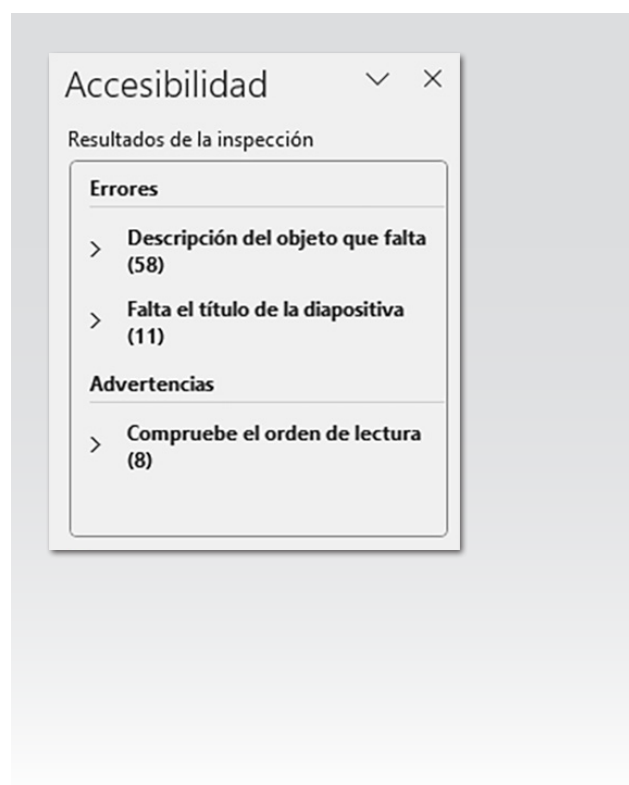 Accesibilidad
Resultados de la inspección
Errores
Descripción del objeto que falta
(58)
Falta el título de la diapositiva
(11)
Advertencias
Compruebe el orden de lectura
(8)